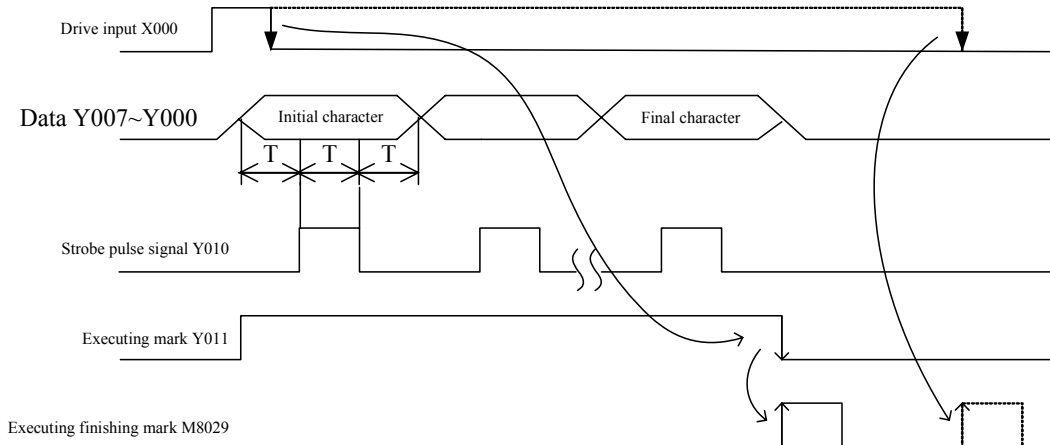 Drive input X000
Data Y007~Y000
Initial character
Final character
T T T
Strobe pulse signal Y010
Executing mark Y011
Executing finishing mark M8029